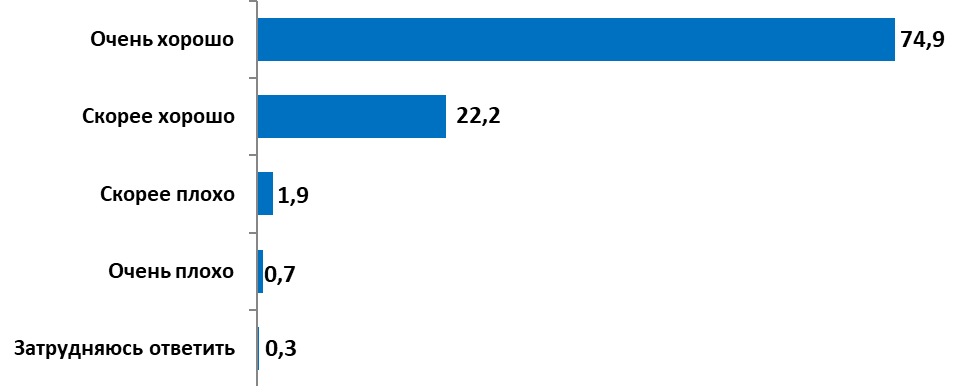 Очень хорошо 74,9
Скорее хорошо 22,2
Скорее плохо 1,9
Очень плохо 0,7
Затрудняюсь ответить 0,3